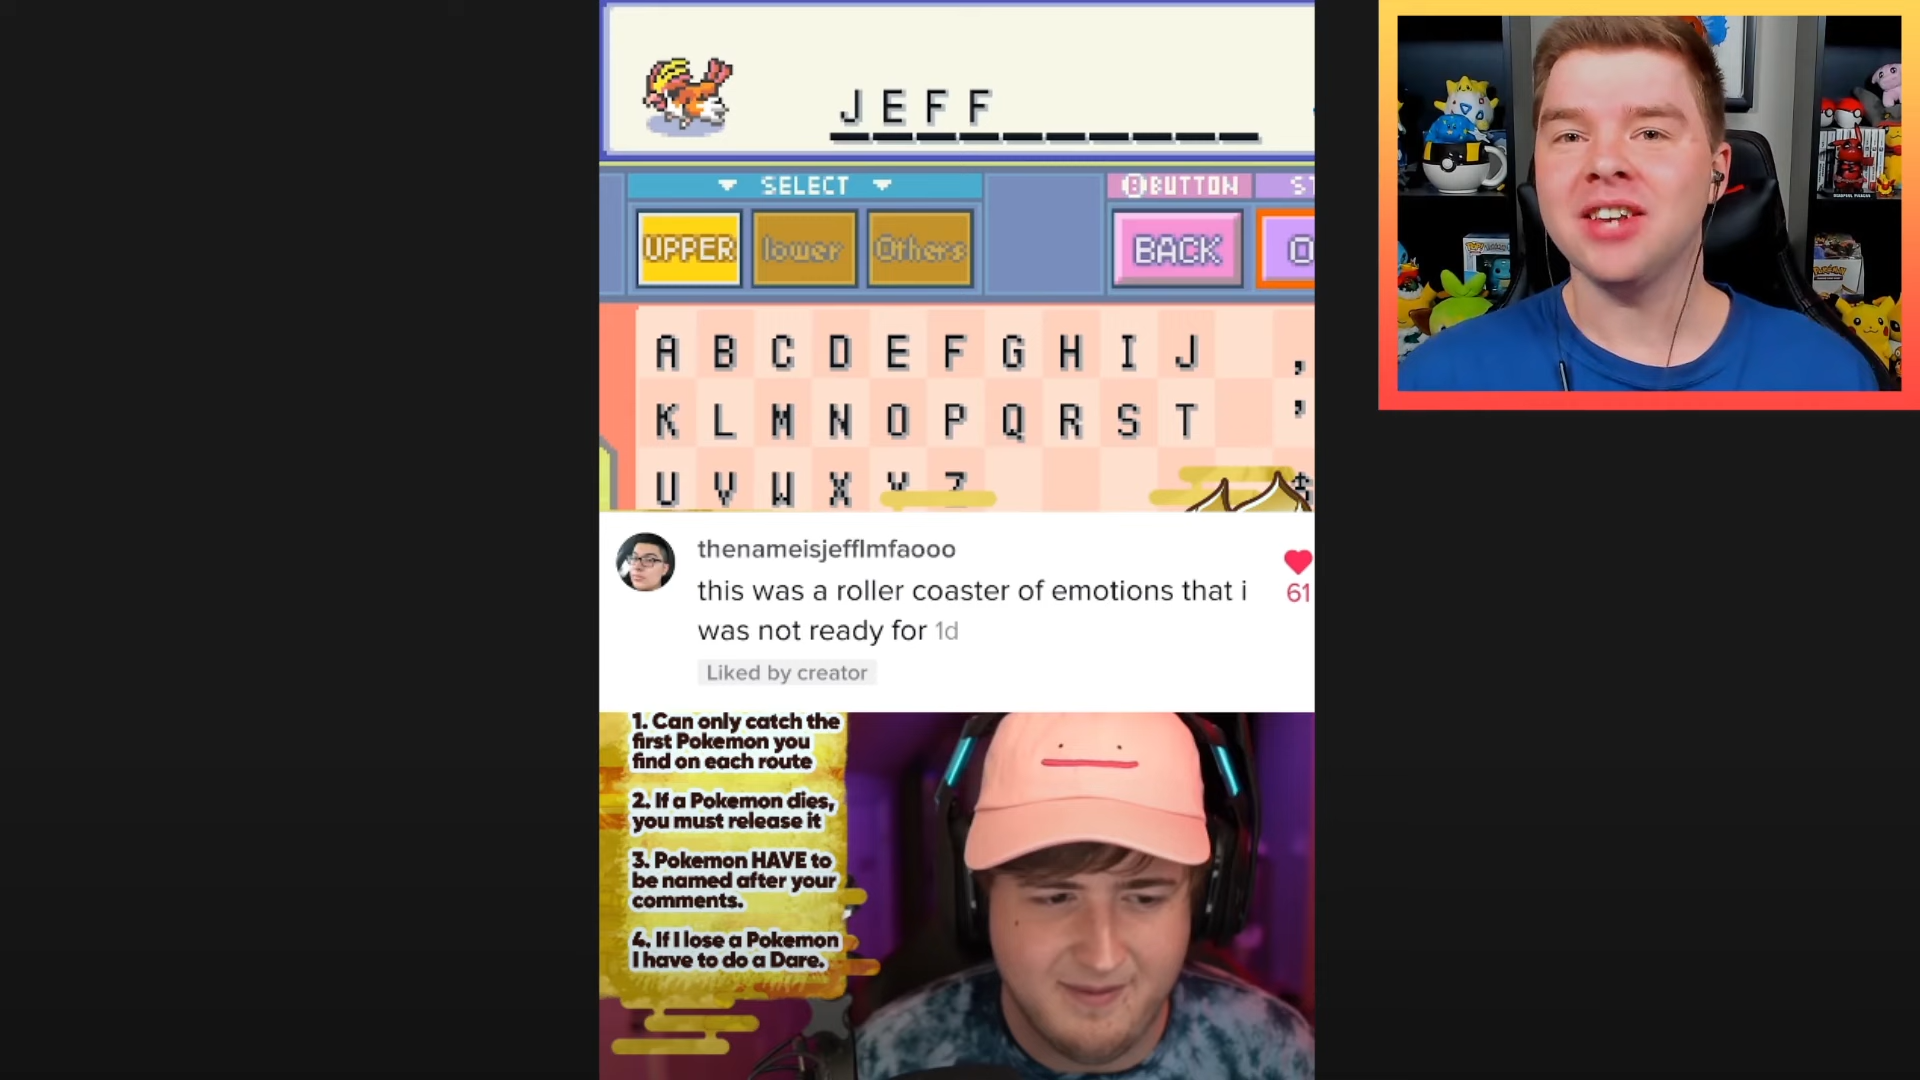 JEFF
SELECT
BUTTON
UPPER
lower
Others
BACK
A B C D E F G H I J ,
K L M N O P Q R S T '
U V W X Y Z
thenameisjefflmfaooo
this was a roller coaster of emotions that i
was not ready for 1d
61
Liked by creator
1. Can only catch the
first Pokemon you
find on each route
2. If a Pokemon dies,
you must release it
3. Pokemon HAVE to
be named after your
comments.
4. If I lose a Pokemon
I have to do a Dare.